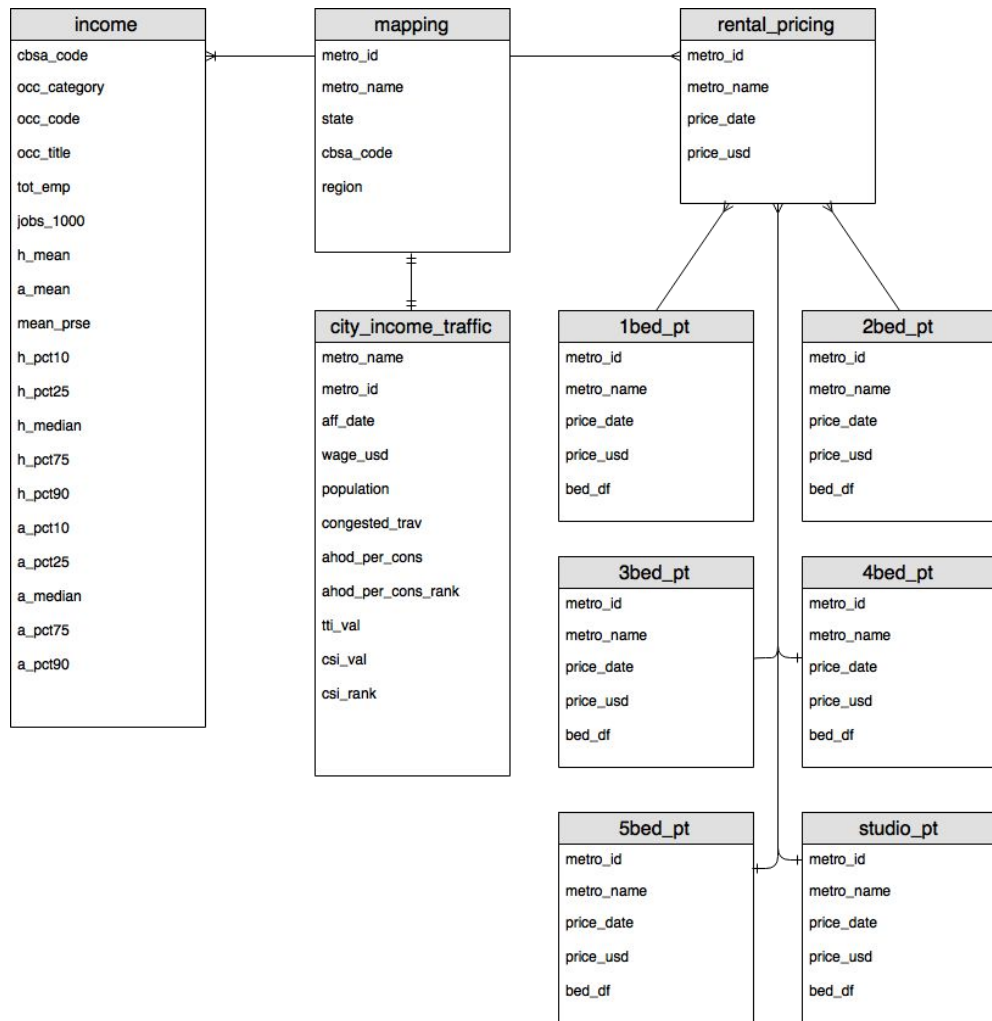 income
cbsa_code
occ_category
occ_code
occ_title
tot_emp
jobs_1000
h_mean
a_mean
mean_prse
h_pct10
h_pct25
h_median
h_pct75
h_pct90
a_pct10
a_pct25
a_median
a_pct75
a_pct90
mapping
metro_id
metro_name
state
cbsa_code
region
city_income_traffic
metro_name
metro_id
aff_date
wage_usd
population
congested_trav
ahod_per_cons
ahod_per_cons_rank
tti_val
csi_val
csi_rank
rental_pricing
metro_id
metro_name
price_date
price_usd
1bed_pt
metro_id
metro_name
price_date
price_usd
bed_df
2bed_pt
metro_id
metro_name
price_date
price_usd
bed_df
3bed_pt
metro_id
metro_name
price_date
price_usd
bed_df
4bed_pt
metro_id
metro_name
price_date
price_usd
bed_df
5bed_pt
metro_id
metro_name
price_date
price_usd
bed_df
studio_pt
metro_id
metro_name
price_date
price_usd
bed_df